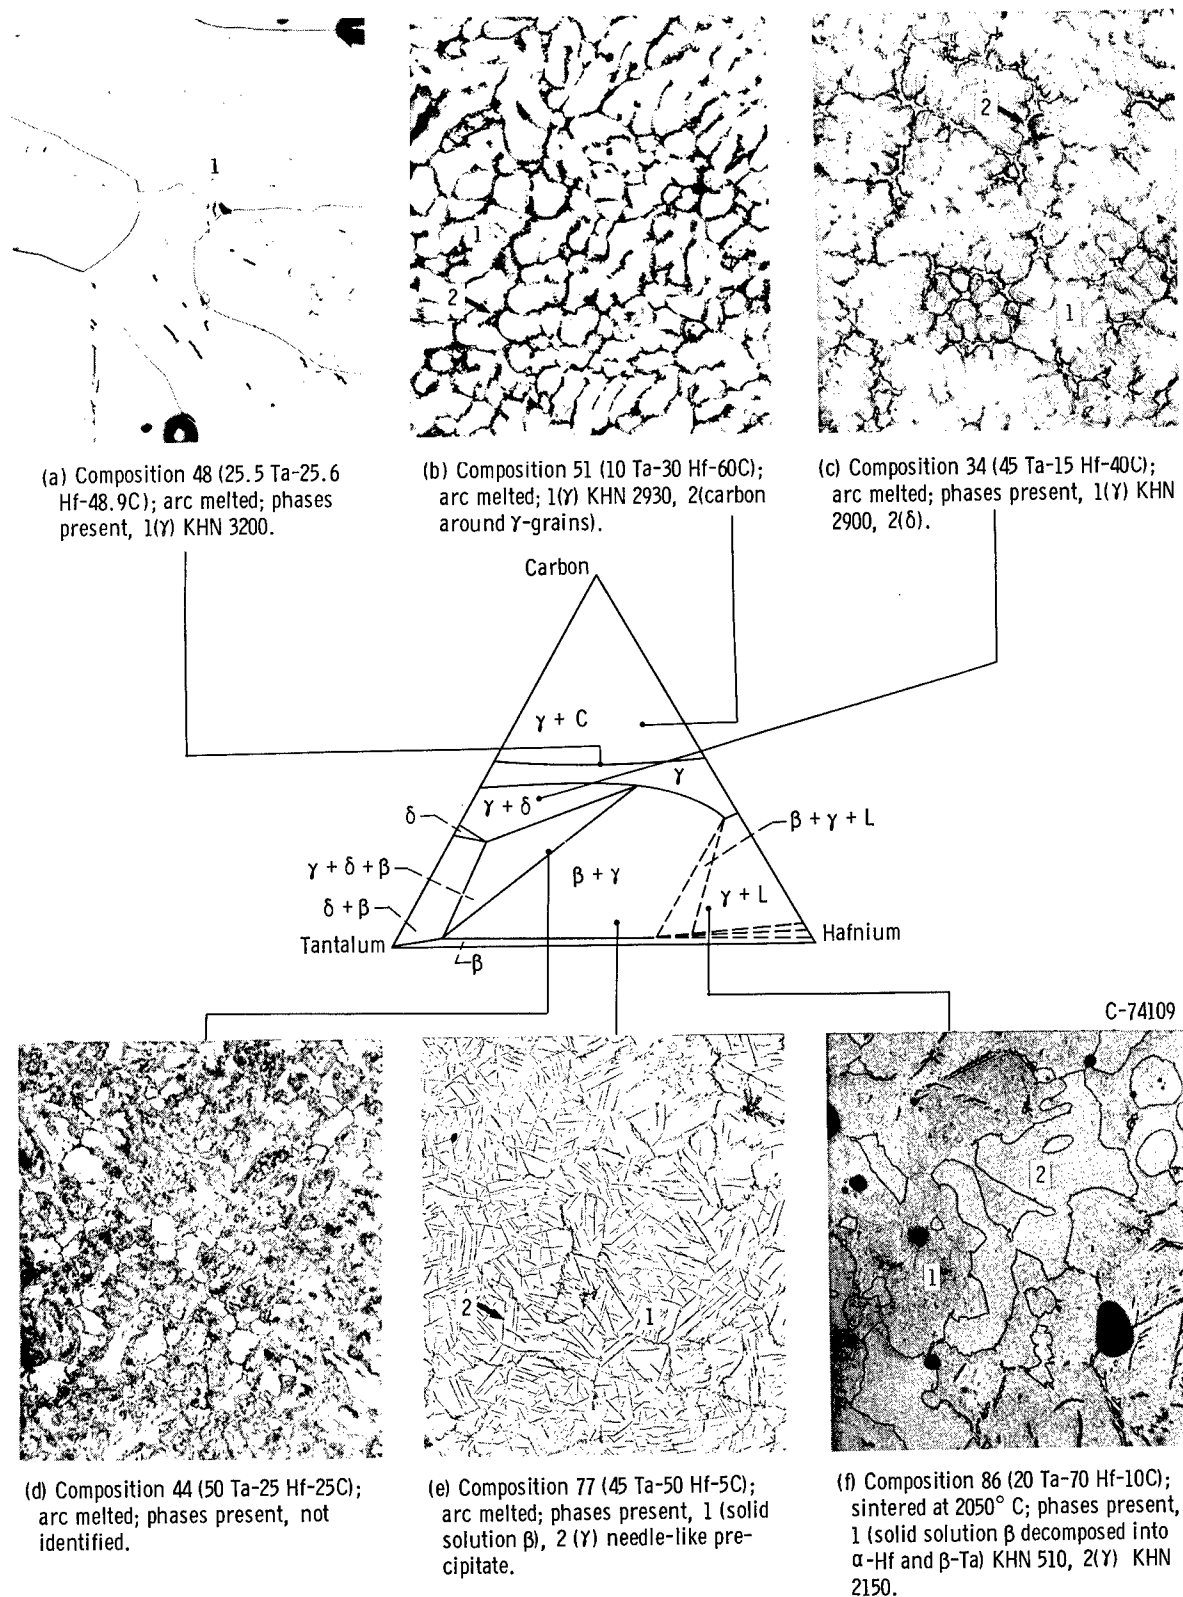 1
1
2
2
1
(a) Composition 48 (25.5 Ta-25.6
Hf-48.9C); arc melted; phases
present, 1(γ) KHN 3200.
(b) Composition 51 (10 Ta-30 Hf-60C);
arc melted; 1(γ) KHN 2930, 2(carbon
around γ-grains).
(c) Composition 34 (45 Ta-15 Hf-40C);
arc melted; phases present, 1(γ) KHN
2900, 2(δ).
Carbon
γ + C
γ
γ + δ
δ
β + γ + L
γ + δ + β
β + γ
γ + L
δ + β
Tantalum
Hafnium
β
C-74109
2
1
2
1
(d) Composition 44 (50 Ta-25 Hf-25C);
arc melted; phases present, not
identified.
(e) Composition 77 (45 Ta-50 Hf-5C);
arc melted; phases present, 1 (solid
solution β), 2 (γ) needle-like pre-
cipitate.
(f) Composition 86 (20 Ta-70 Hf-10C);
sintered at 2050° C; phases present,
1 (solid solution β decomposed into
α-Hf and β-Ta) KHN 510, 2(γ) KHN
2150.